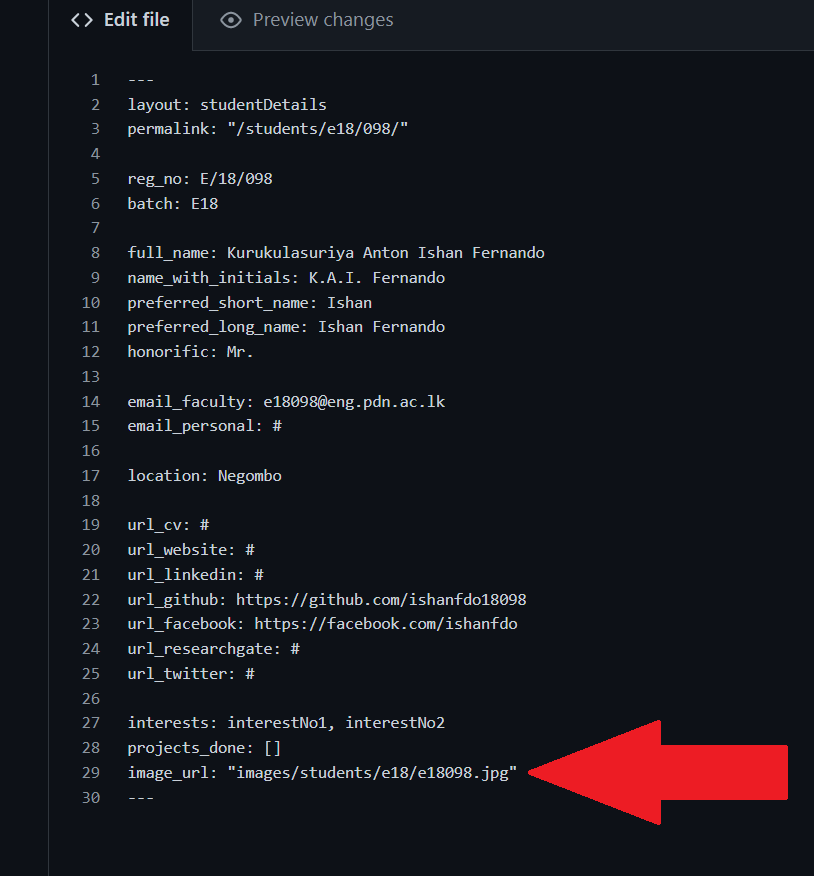 <> Edit file Preview changes
1 ---
2 layout: studentDetails
3 permalink: "/students/e18/098/"
4
5 reg_no: E/18/098
6 batch: E18
7
8 full_name: Kurukulasuriya Anton Ishan Fernando
9 name_with_initials: K.A.I. Fernando
10 preferred_short_name: Ishan
11 preferred_long_name: Ishan Fernando
12 honorific: Mr.
13
14 email_faculty: e18098@eng.pdn.ac.lk
15 email_personal: #
16
17 location: Negombo
18
19 url_cv: #
20 url_website: #
21 url_linkedin: #
22 url_github: https://github.com/ishanfdo18098
23 url_facebook: https://facebook.com/ishanfdo
24 url_researchgate: #
25 url_twitter: #
26
27 interests: interestNo1, interestNo2
28 projects_done: []
29 image_url: "images/students/e18/e18098.jpg"
30 ---